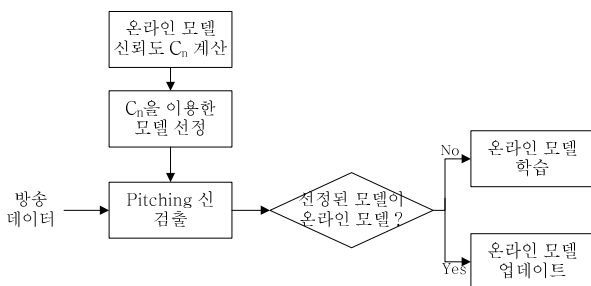 온라인 모델
신뢰도 Cn 계산
Cn을 이용한
모델 선정
방송
데이터
Pitching 신
검출
선정된 모델이
온라인 모델?
No
온라인 모델
학습
Yes
온라인 모델
업데이트